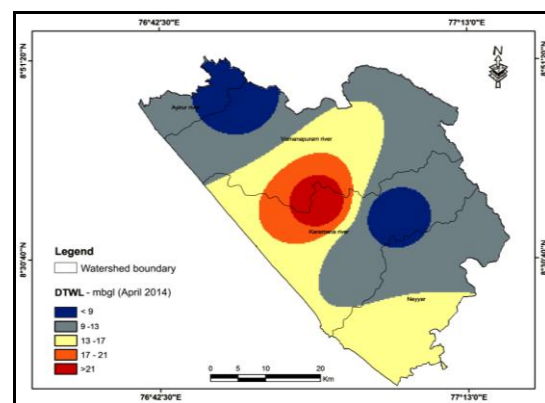 76°42'30"E
77°13'0"E
8°51'20"N
N
Vamanapuram river
Karamana river
8°30'40"N
Neyyar
Legend
Watershed boundary
DTWL - mbgl (April 2014)
< 9
9 -13
13 -17
17 - 21
>21
0 5 10 20
Km
76°42'30"E
77°13'0"E